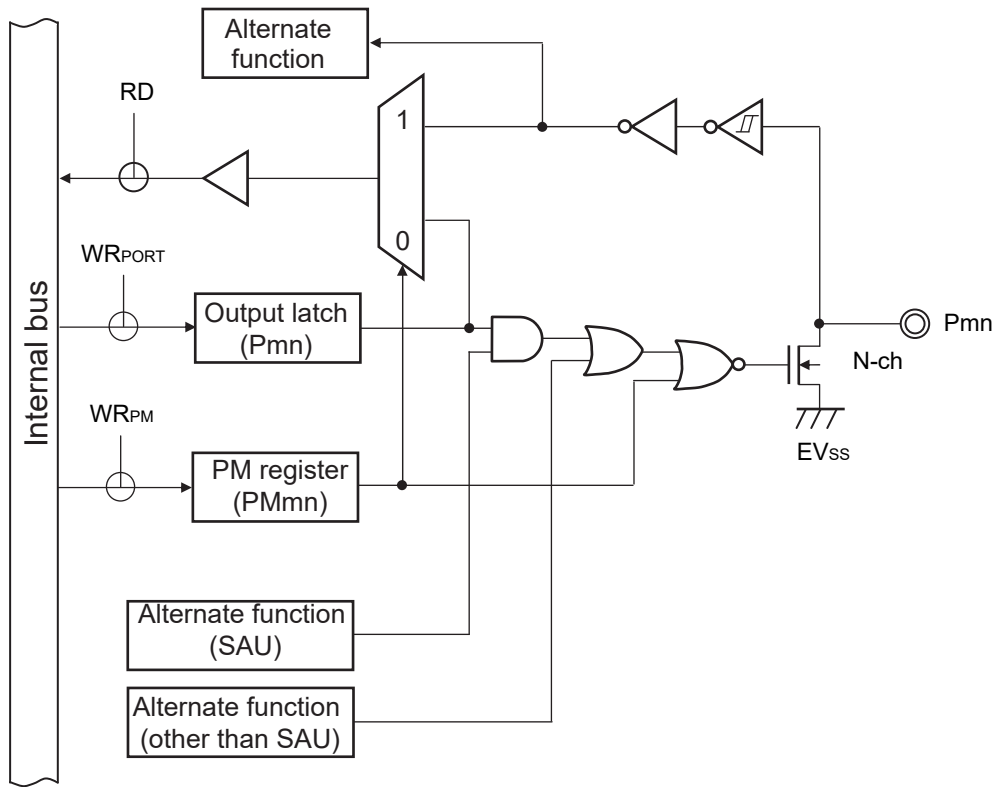 Alternate
function
RD
1
WRPORT
0
Internal bus
Output latch
(Pmn)
Pmn
N-ch
WRPM
EVSS
PM register
(PMmn)
Alternate function
(SAU)
Alternate function
(other than SAU)